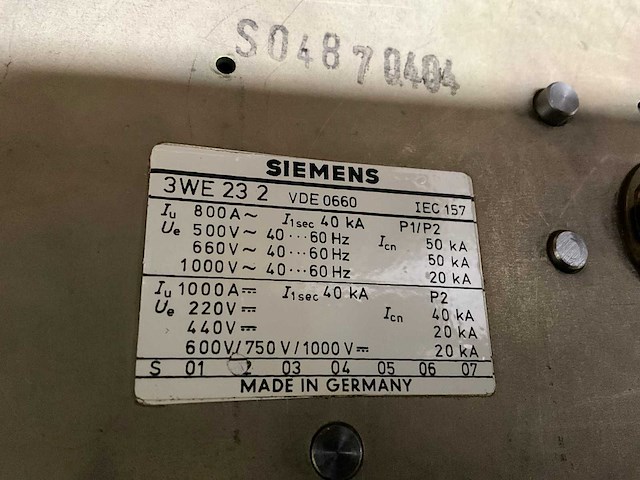 S04870404
SIEMENS
3WE 23 2 VDE 0660 IEC 157
Iu 800A~ I1sec 40 kA P1/P2
Ue 500V~ 40···60 Hz Icn 50 kA
660V~ 40···60 Hz 50 kA
1000V~ 40···60 Hz 20 kA
Iu 1000A⎓ I1sec 40 kA P2
Ue 220V⎓ Icn 40 kA
440V⎓ 20 kA
600V/750V/1000V⎓ 20 kA
S 01 2 03 04 05 06 07
MADE IN GERMANY